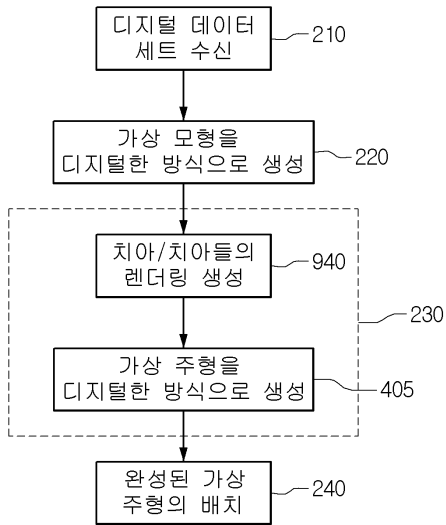 디지털 데이터
세트 수신
210
가상 모형을
디지털한 방식으로 생성
220
치아/치아들의
렌더링 생성
940
230
가상 주형을
디지털한 방식으로 생성
405
완성된 가상
주형의 배치
240